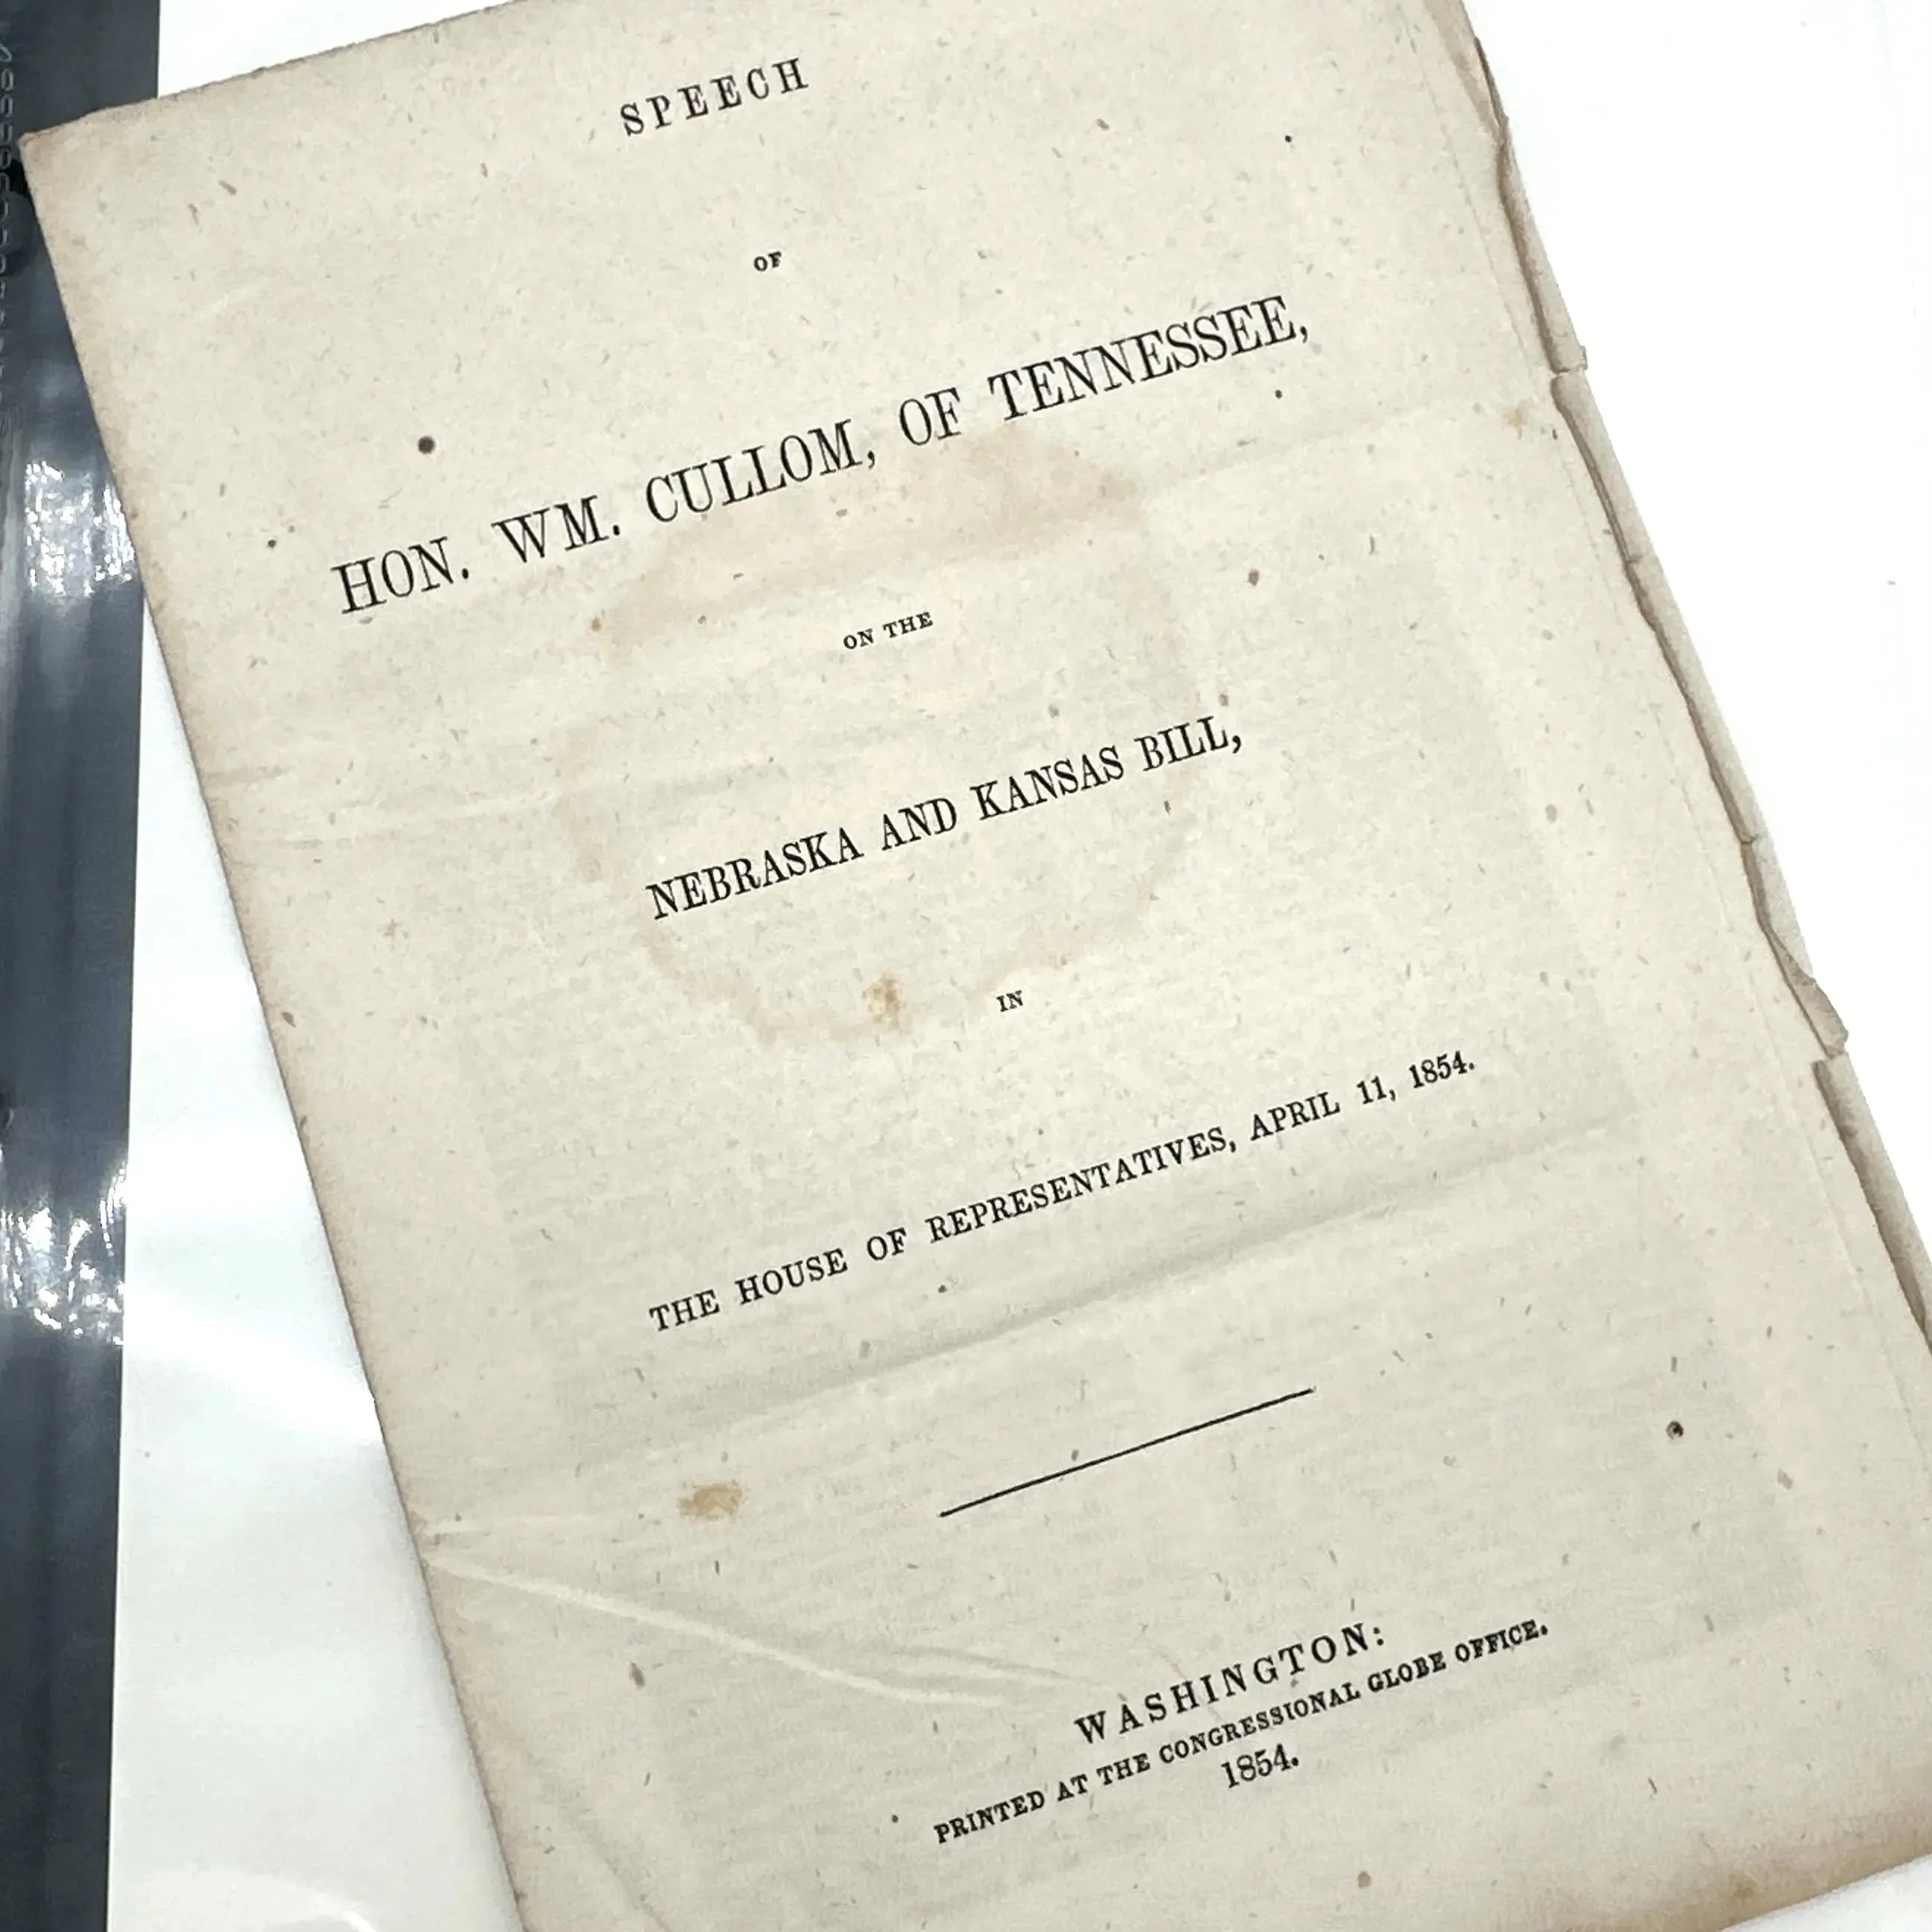 SPEECH
OF
HON. WM. CULLOM, OF TENNESSEE,
ON THE
NEBRASKA AND KANSAS BILL,
IN
THE HOUSE OF REPRESENTATIVES, APRIL 11, 1854.
WASHINGTON:
PRINTED AT THE CONGRESSIONAL GLOBE OFFICE.
1854.